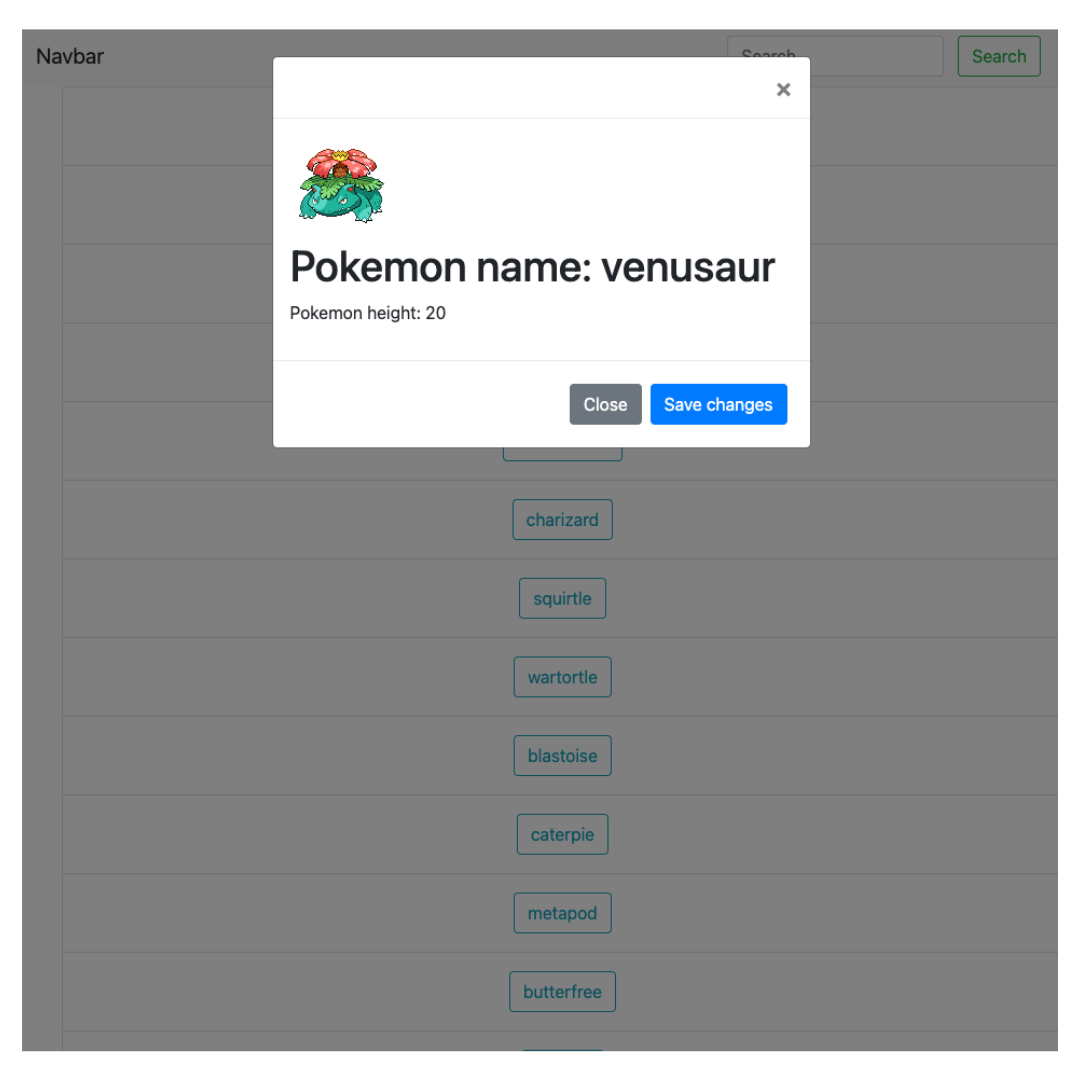 Navbar
Search
Search
×
Pokemon name: venusaur
Pokemon height: 20
Close
Save changes
charizard
squirtle
wartortle
blastoise
caterpie
metapod
butterfree